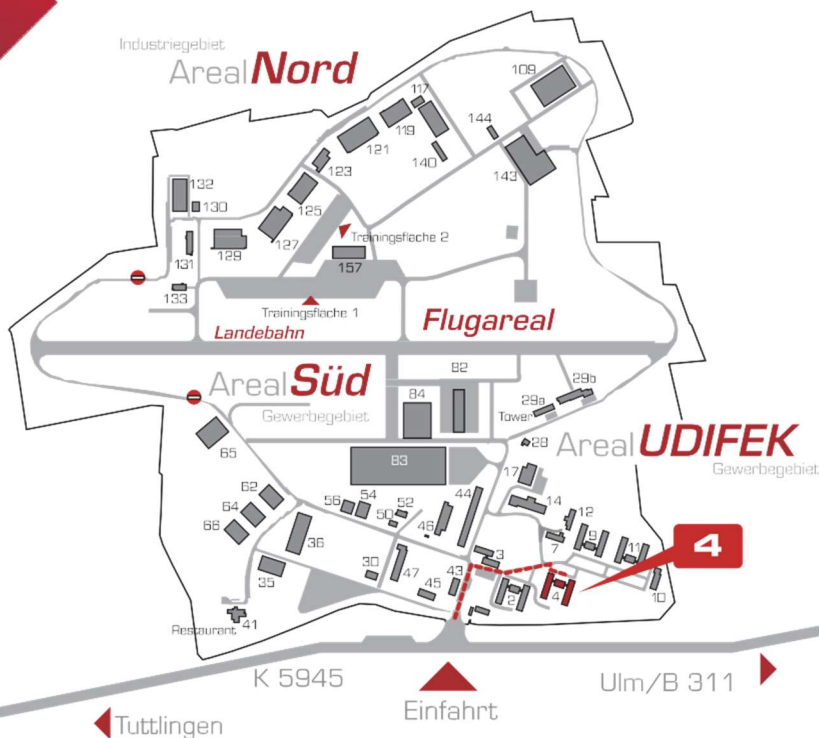 Industriegebiet
Areal Nord
109
117
119
144
121
140
143
123
132
125
130
127
Trainingsfläche 2
131
129
157
133
Trainingsfläche 1
Landebahn
Flugareal
82
Areal Süd
29b
84
29a
Gewerbegebiet
Tower
28
Areal UDIFEK
65
83
Gewerbegebiet
17
62
56
54
52
44
14
64
50
12
66
46
9
36
7
11
3
4
35
30
47
43
45
2
4
10
Restaurant
41
K 5945
Ulm/B 311
Einfahrt
Tuttlingen